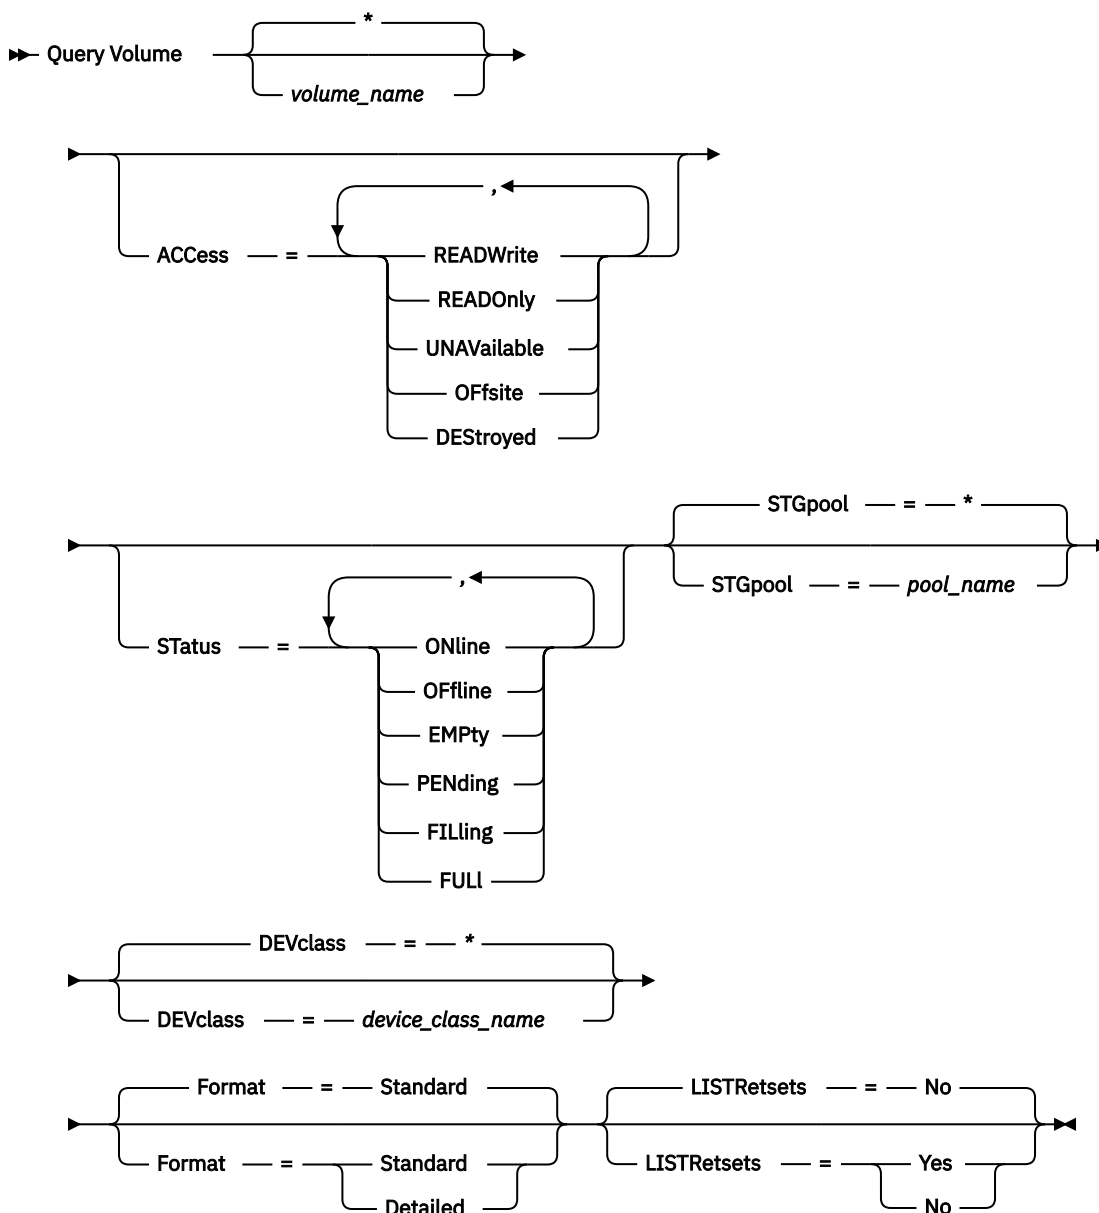 *
Query Volume
volume_name
,
ACCess = READWrite
READOnly
UNAVailable
OFfsite
DEStroyed
STGpool = *
STGpool = pool_name
,
STatus = ONline
OFfline
EMPty
PENding
FILling
FULl
DEVclass = *
DEVclass = device_class_name
Format = Standard LISTRetsets = No
Format = Standard LISTRetsets = Yes
Detailed No